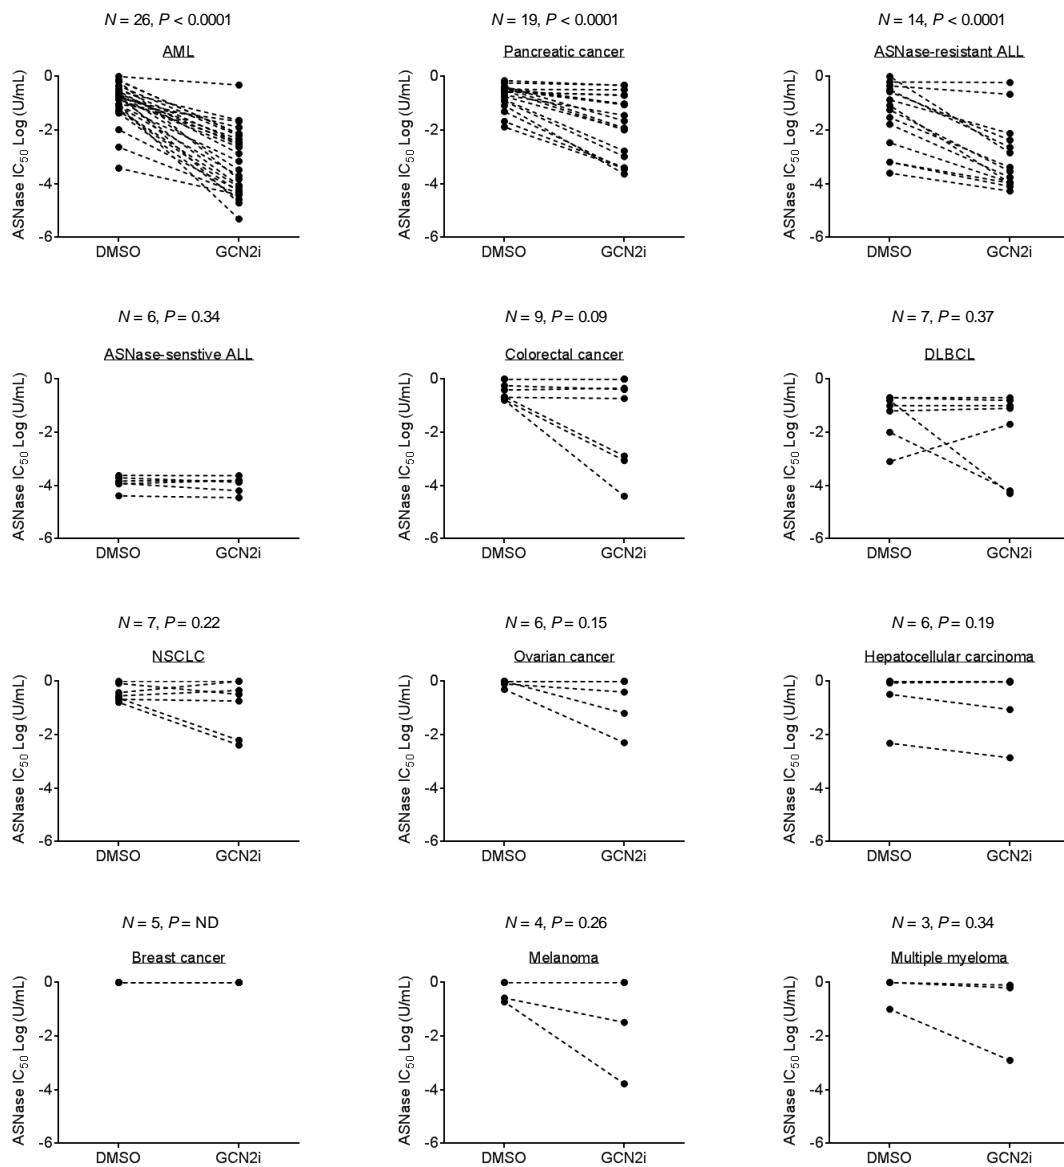 N = 26, P < 0.0001
AML
ASNase IC50 Log (U/mL)
0
-2
-4
-6
DMSO GCN2i
N = 19, P < 0.0001
Pancreatic cancer
ASNase IC50 Log (U/mL)
0
-2
-4
-6
DMSO GCN2i
N = 14, P < 0.0001
ASNase-resistant ALL
ASNase IC50 Log (U/mL)
0
-2
-4
-6
DMSO GCN2i
N = 6, P = 0.34
ASNase-senstive ALL
ASNase IC50 Log (U/mL)
0
-2
-4
-6
DMSO GCN2i
N = 9, P = 0.09
Colorectal cancer
ASNase IC50 Log (U/mL)
0
-2
-4
-6
DMSO GCN2i
N = 7, P = 0.37
DLBCL
ASNase IC50 Log (U/mL)
0
-2
-4
-6
DMSO GCN2i
N = 7, P = 0.22
NSCLC
ASNase IC50 Log (U/mL)
0
-2
-4
-6
DMSO GCN2i
N = 6, P = 0.15
Ovarian cancer
ASNase IC50 Log (U/mL)
0
-2
-4
-6
DMSO GCN2i
N = 6, P = 0.19
Hepatocellular carcinoma
ASNase IC50 Log (U/mL)
0
-2
-4
-6
DMSO GCN2i
N = 5, P = ND
Breast cancer
ASNase IC50 Log (U/mL)
0
-2
-4
-6
DMSO GCN2i
N = 4, P = 0.26
Melanoma
ASNase IC50 Log (U/mL)
0
-2
-4
-6
DMSO GCN2i
N = 3, P = 0.34
Multiple myeloma
ASNase IC50 Log (U/mL)
0
-2
-4
-6
DMSO GCN2i